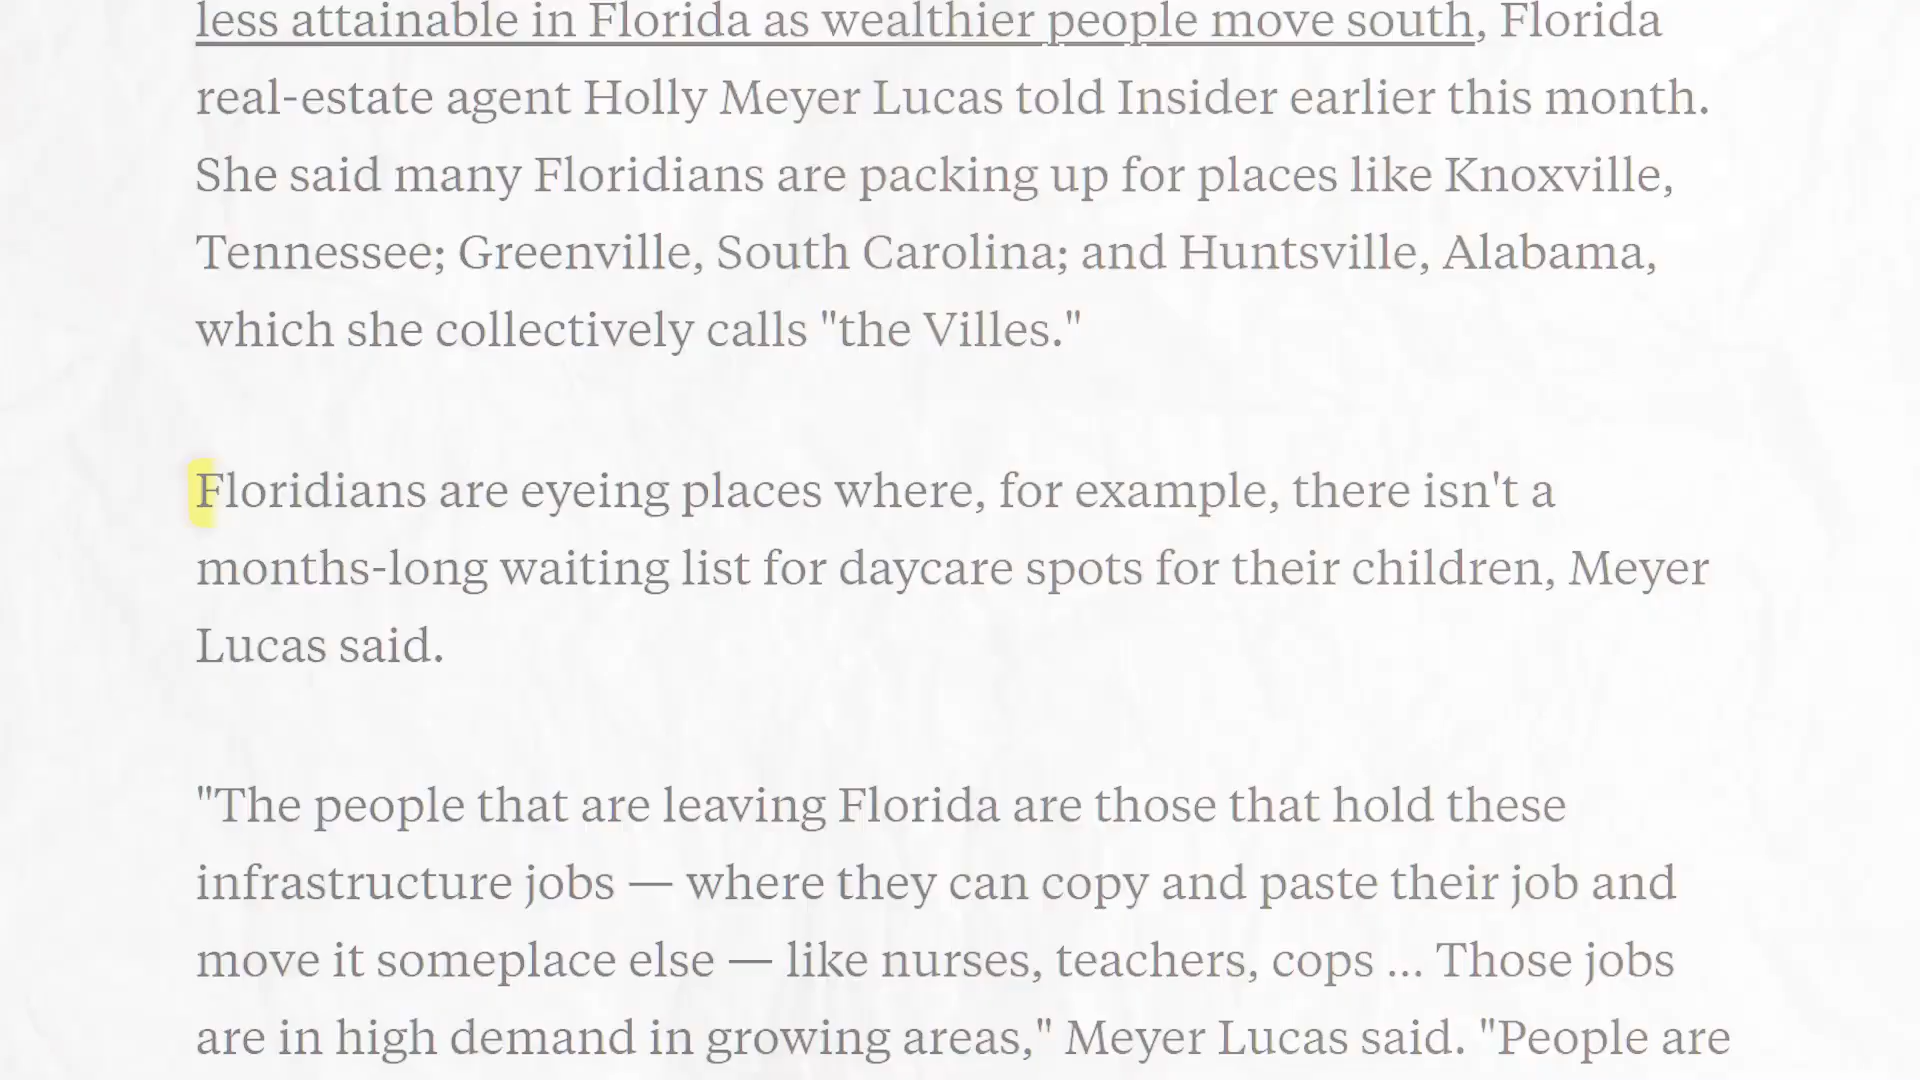 less attainable in Florida as wealthier people move south, Florida
real-estate agent Holly Meyer Lucas told Insider earlier this month.
She said many Floridians are packing up for places like Knoxville,
Tennessee; Greenville, South Carolina; and Huntsville, Alabama,
which she collectively calls "the Villes."
Floridians are eyeing places where, for example, there isn't a
months-long waiting list for daycare spots for their children, Meyer
Lucas said.
"The people that are leaving Florida are those that hold these
infrastructure jobs — where they can copy and paste their job and
move it someplace else — like nurses, teachers, cops ... Those jobs
are in high demand in growing areas," Meyer Lucas said. "People are